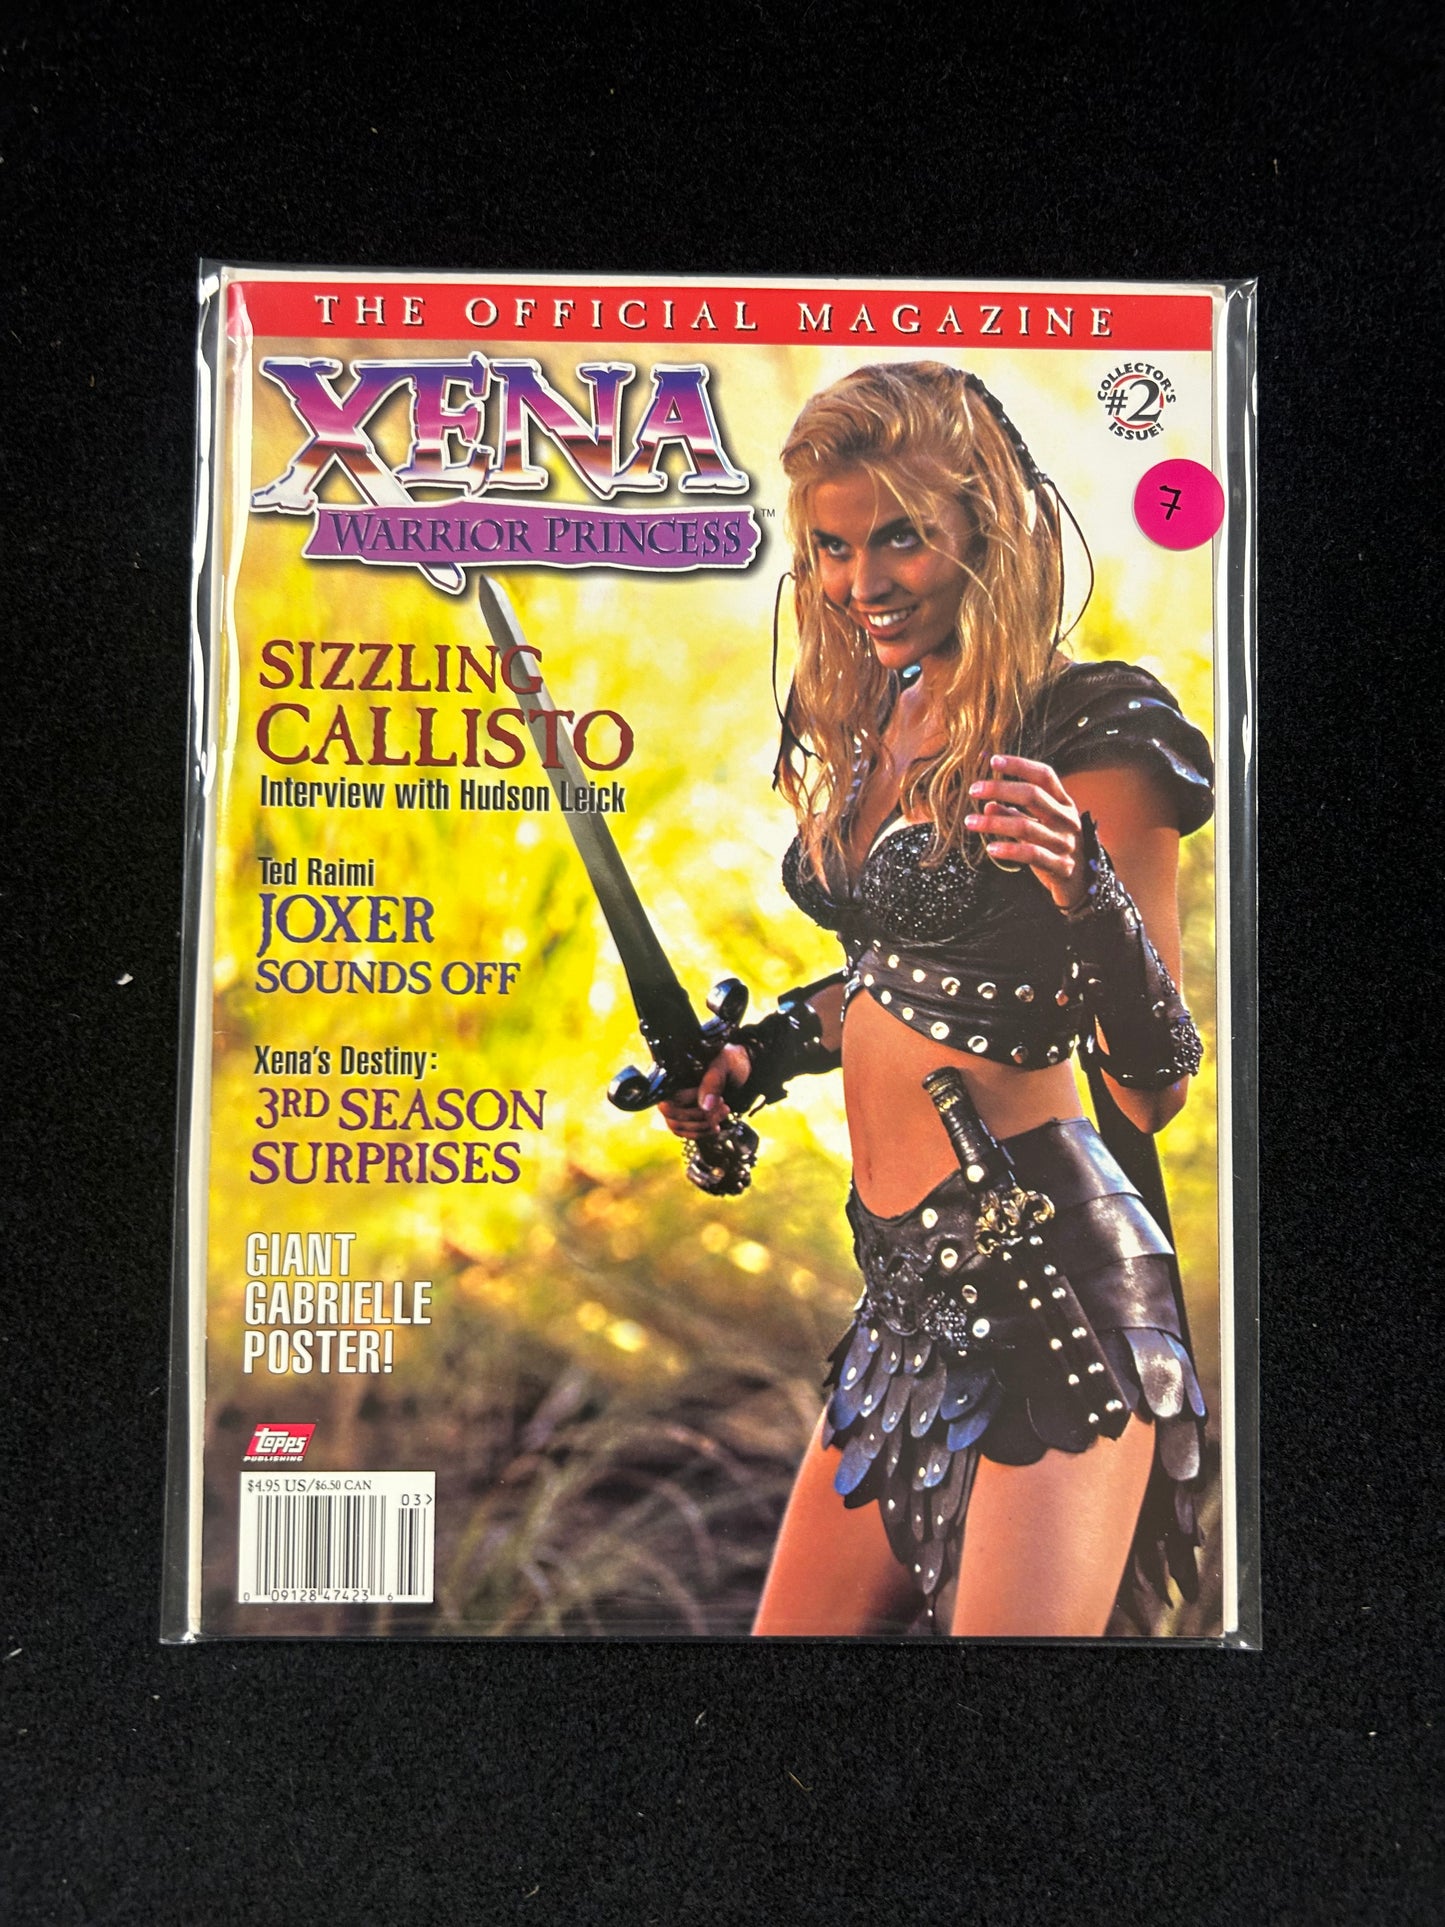 THE OFFICIAL MAGAZINE
XENA
WARRIOR PRINCESS™
COLLECTOR'S
#2
ISSUE!
7
SIZZLING
CALLISTO
Interview with Hudson Leick
Ted Raimi
JOXER
SOUNDS OFF
Xena's Destiny:
3RD SEASON
SURPRISES
GIANT
GABRIELLE
POSTER!
TOPPS
PUBLISHING
$4.95 US/$6.50 CAN
03>
0 09128 47423 6